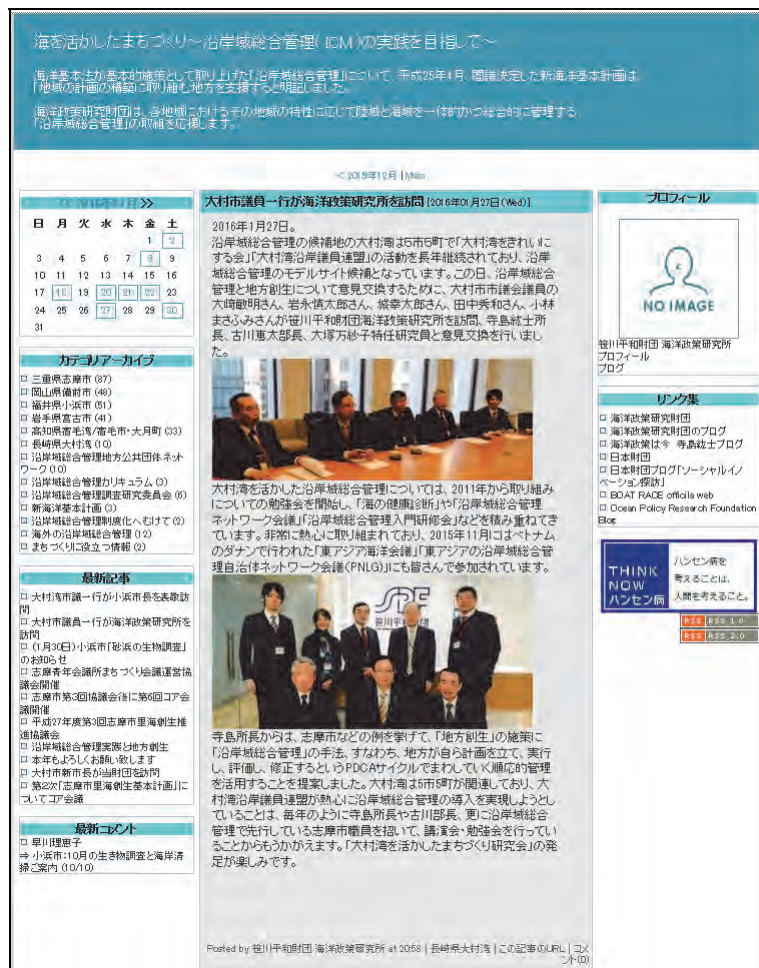 海を活かしたまちづくり～沿岸域総合管理(ICM)の実践を目指して～
海洋基本法が基本的施策として取り上げた「沿岸域総合管理」について、平成25年4月、閣議決定した新海洋基本計画は、
「地域の計画の構築に取り組む地方を支援すると明記しました。
海洋政策研究財団は、各地域におけるその地域の特性に応じて陸域と海域を一体的かつ総合的に管理する
「沿岸域総合管理」の取組を応援します。
<< 2015年12月 | Main
<< 2016年01月 >>
日 月 火 水 木 金 土
1 2
3 4 5 6 7 8 9
10 11 12 13 14 15 16
17 18 19 20 21 22 23
24 25 26 27 28 29 30
31
カテゴリアーカイブ
三重県志摩市 (87)
岡山県備前市 (48)
福井県小浜市 (51)
岩手県宮古市 (41)
高知県宿毛湾/宿毛市・大月町 (33)
長崎県大村湾 (10)
沿岸域総合管理地方公共団体ネット
ワーク (10)
沿岸域総合管理カリキュラム (3)
沿岸域総合管理調査研究委員会 (6)
新海洋基本計画 (3)
沿岸域総合管理制度化へむけて (2)
海外の沿岸域総合管理 (12)
まちづくりに役立つ情報 (2)
最新記事
大村湾市議一行が小浜市長を表敬訪
問
大村市議員一行が海洋政策研究所を
訪問
(1月30日)小浜市「砂浜の生物調査」
のお知らせ
志摩青年会議所まちづくり会議運営協
議会開催
志摩市第3回協議会後に第6回コア会
議開催
平成27年度第3回志摩市里海創生推
進協議会
沿岸域総合管理実践と地方創生
本年もよろしくお願い致します
大村市新市長が当財団を訪問
第2次「志摩市里海創生基本計画」に
ついてコア会議
最新コメント
早川理恵子
⇒ 小浜市:10月の生き物調査と海岸清
掃ご案内 (10/10)
大村市議員一行が海洋政策研究所を訪問 [2016年01月27日(Wed)]
2016年1月27日。
沿岸域総合管理の候補地の大村湾は5市5町で「大村湾をきれいに
する会」「大村湾沿岸議員連盟」の活動を長年継続されており、沿岸
域総合管理のモデルサイト候補となっています。この日、沿岸域総合
管理と地方創生について意見交換するために、大村市市議会議員の
大崎敏明さん、岩永慎太郎さん、城幸太郎さん、田中秀和さん、小林
まさふみさんが笹川平和財団海洋政策研究所を訪問、寺島紘士所
長、古川恵太部長、大塚万紗子特任研究員と意見交換を行いまし
た。
大村湾を活かした沿岸域総合管理については、2011年から取り組み
についての勉強会を開始し、「海の健康診断」や「沿岸域総合管理
ネットワーク会議」「沿岸域総合管理入門研修会」などを積み重ねてき
ています。非常に熱心に取り組まれており、2015年11月にはベトナム
のダナンで行われた「東アジア海洋会議」「東アジアの沿岸域総合管
理自治体ネットワーク会議(PNLG)」にも皆さんで参加されています。
SPF
笹川平和財団
寺島所長からは、志摩市などの例を挙げて、「地方創生」の施策に
「沿岸域総合管理」の手法、すなわち、地方が自ら計画を立て、実行
し、評価し、修正するというPDCAサイクルでまわしていく順応的管理
を活用することを提案しました。大村湾は5市5町が関連しており、大
村湾沿岸議員連盟が熱心に沿岸域総合管理の導入を実現しようとし
ていることは、毎年のように寺島所長や古川部長、更に沿岸域総合
管理で先行している志摩市職員を招いて、講演会・勉強会を行ってい
ることからもうかがえます。「大村湾を活かしたまちづくり研究会」の発
足が楽しみです。
Posted by 笹川平和財団 海洋政策研究所 at 20:58 | 長崎県大村湾 | この記事のURL | コメ
ント(0)
プロフィール
NO IMAGE
笹川平和財団 海洋政策研究所
プロフィール
ブログ
リンク集
海洋政策研究財団
海洋政策研究財団のブログ
海洋政策は今 寺島紘士ブログ
日本財団
日本財団ブログ「ソーシャルイノ
ベーション探訪」
BOAT RACE official web
Ocean Policy Research Foundation
Blog
THINK
NOW
ハンセン病
ハンセン病を
考えることは、
人間を考えること。
RSS RSS 1.0
RSS RSS 2.0